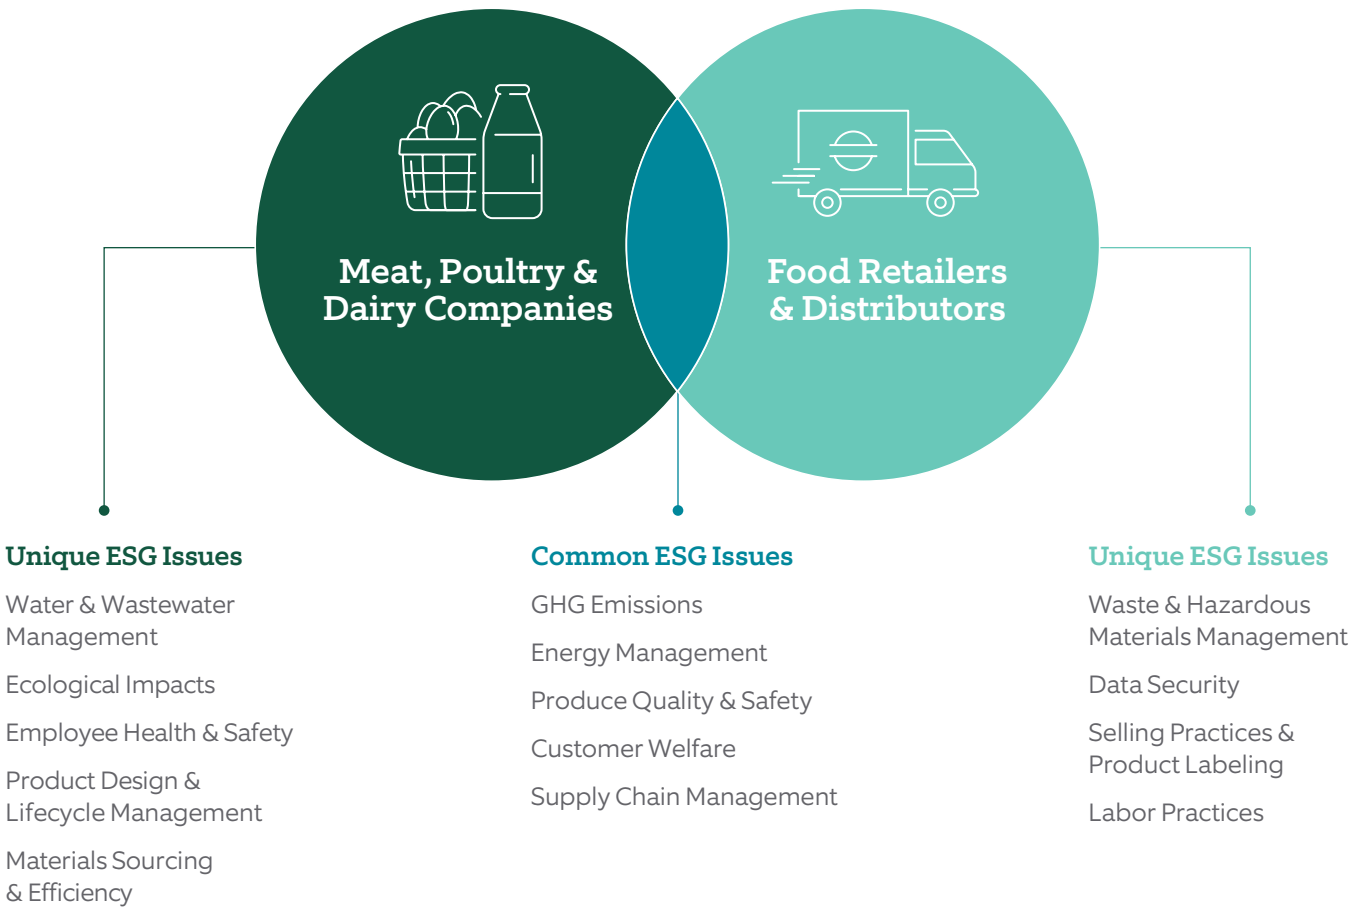 Meat, Poultry &
Dairy Companies
Food Retailers
& Distributors
Unique ESG Issues
Water & Wastewater
Management
Ecological Impacts
Employee Health & Safety
Product Design &
Lifecycle Management
Materials Sourcing
& Efficiency
Common ESG Issues
GHG Emissions
Energy Management
Produce Quality & Safety
Customer Welfare
Supply Chain Management
Unique ESG Issues
Waste & Hazardous
Materials Management
Data Security
Selling Practices &
Product Labeling
Labor Practices